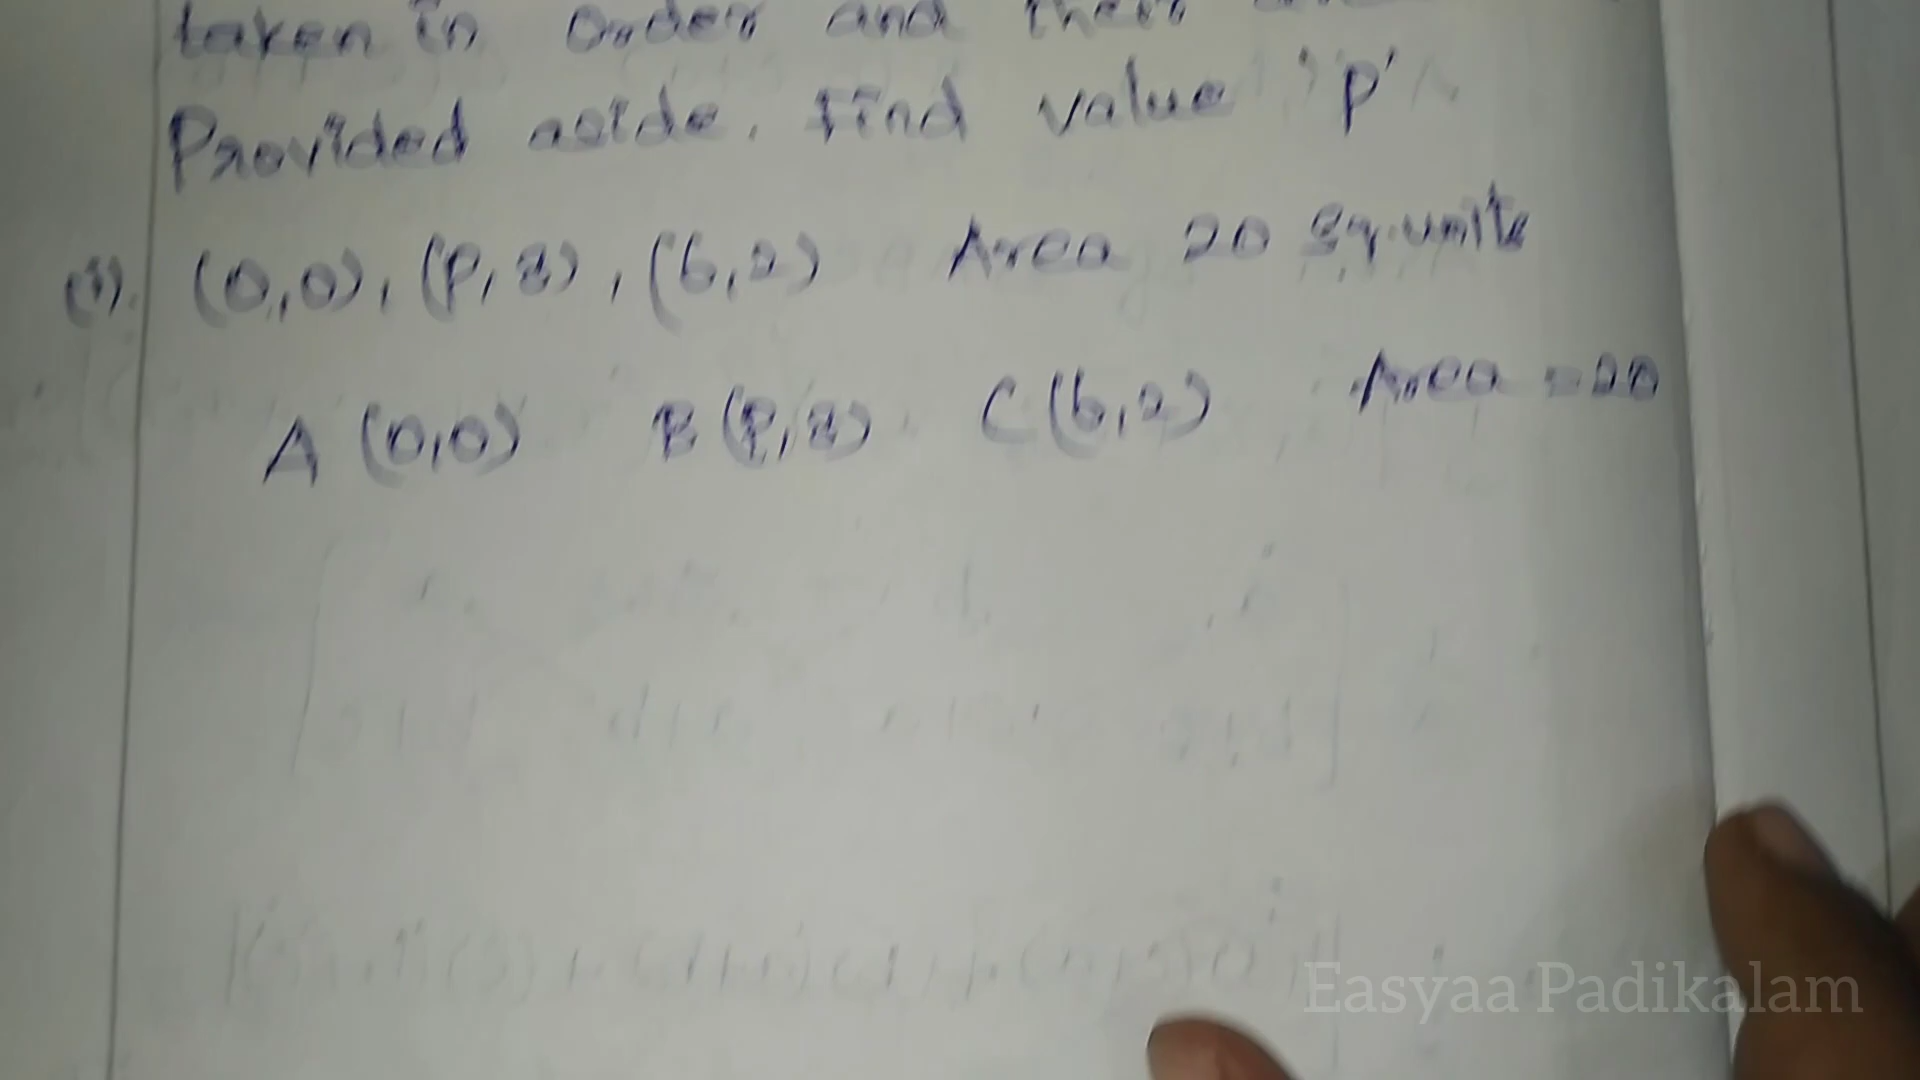 taken in order and their
Provided aside. Find value 'p'
(i). (0,0), (p,8), (6,2) Area 20 sq.units
A (0,0) B (p,8) C (6,2) Area = 20
Easyaa Padikalam